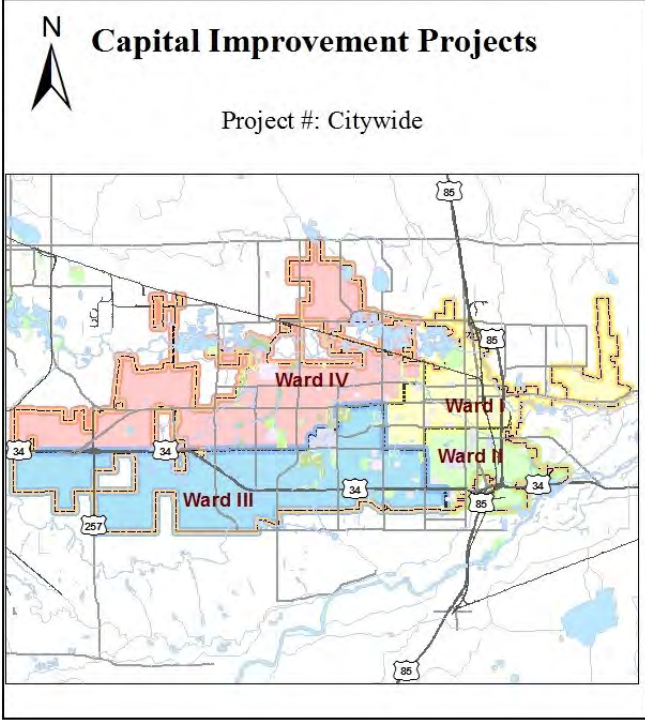 N
Capital Improvement Projects
Project #: Citywide
85
85
Ward IV
Ward I
34
34
Ward II
Ward III
34
34
85
257
85